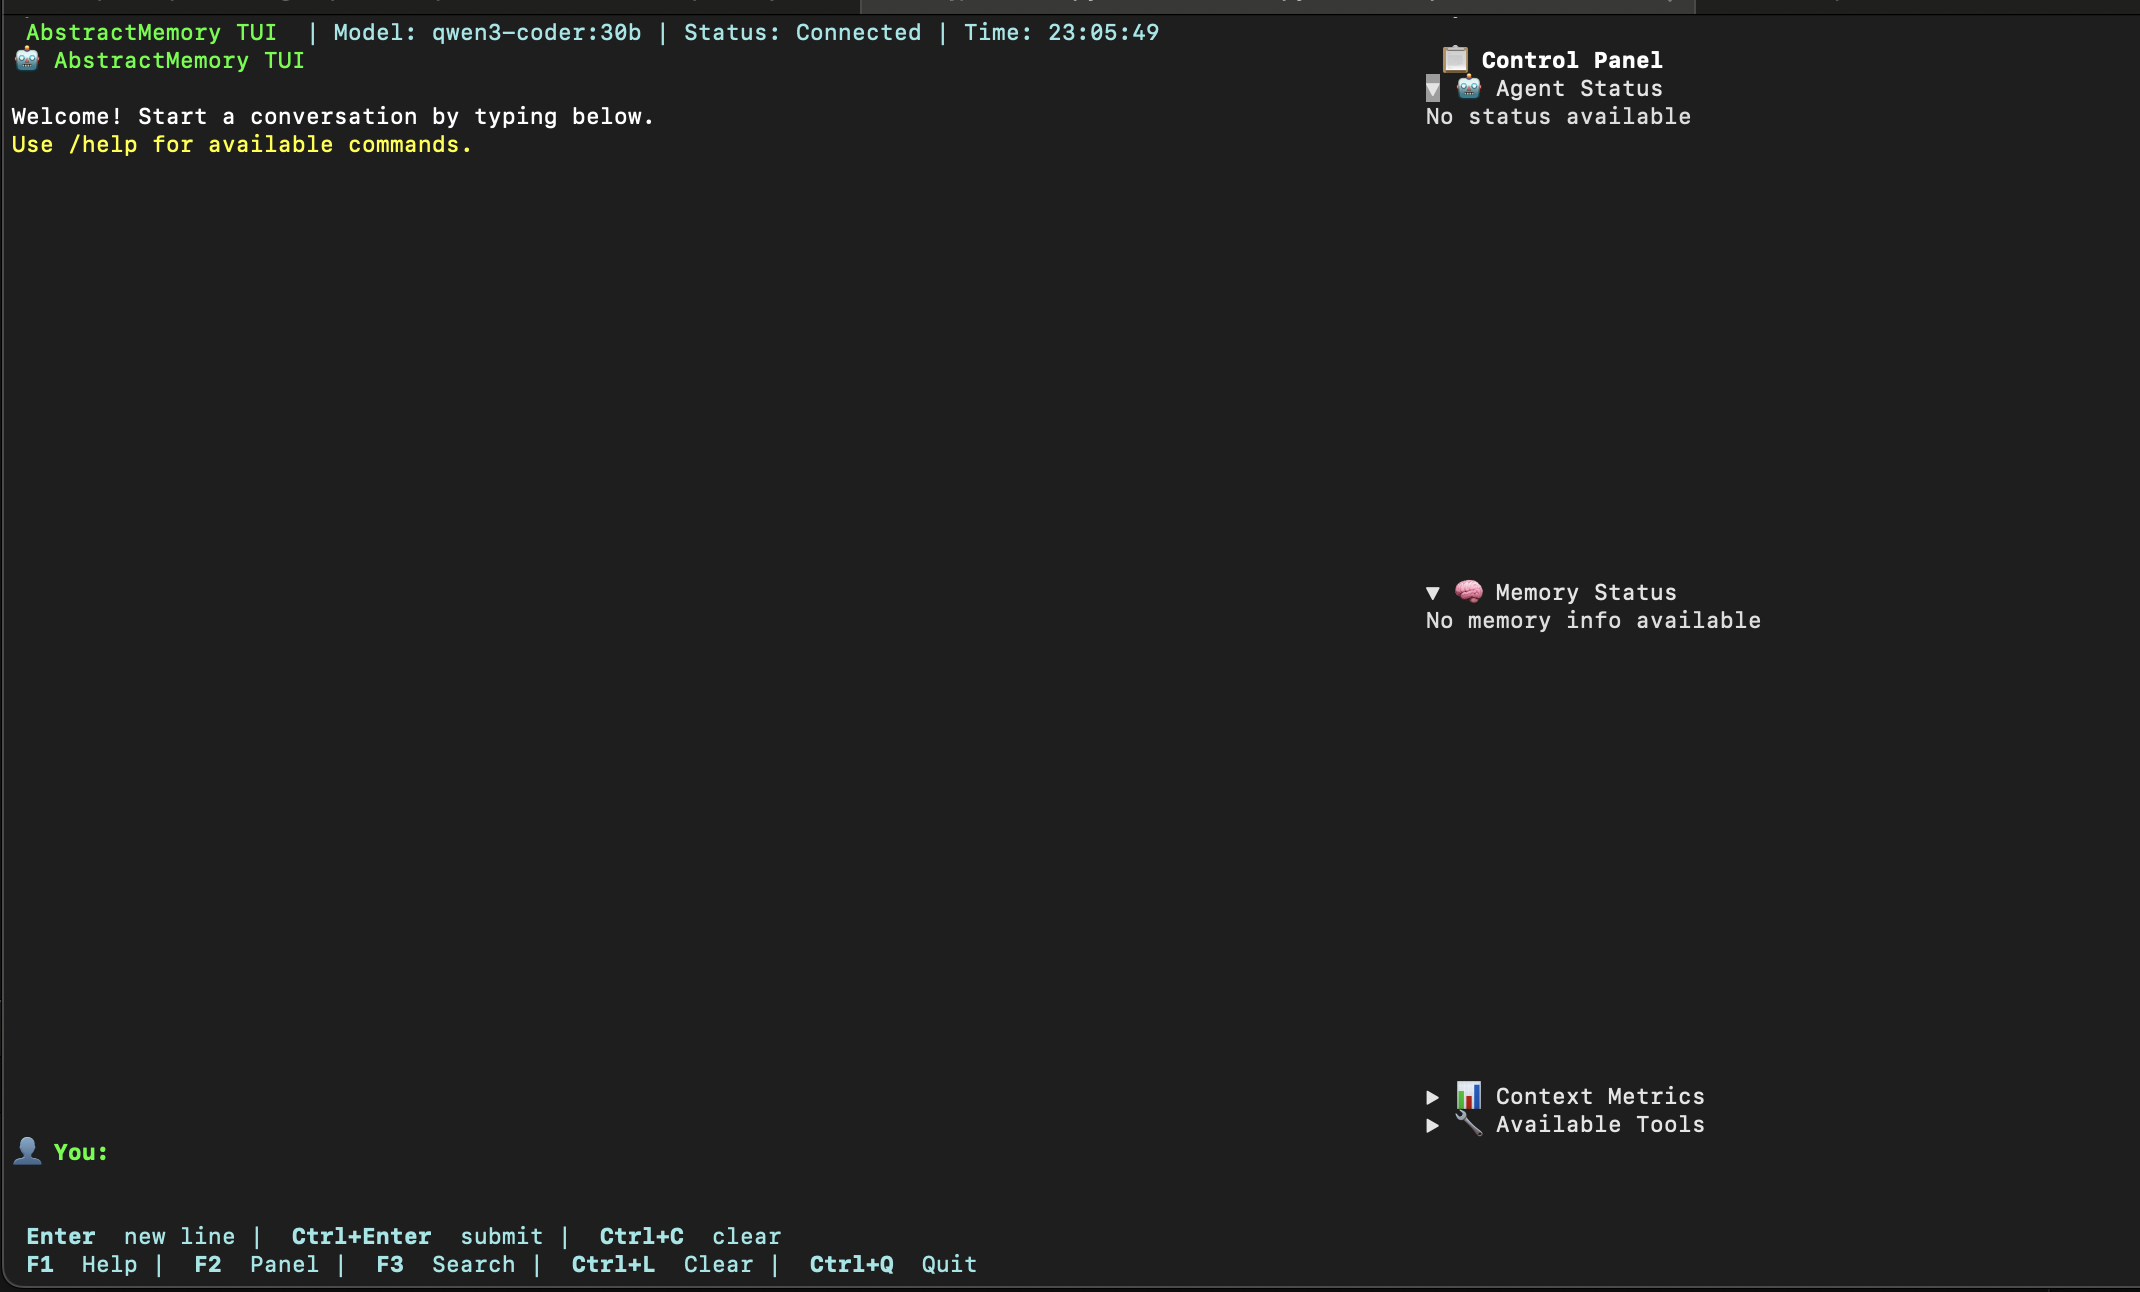 AbstractMemory TUI | Model: qwen3-coder:30b | Status: Connected | Time: 23:05:49
AbstractMemory TUI
Welcome! Start a conversation by typing below.
Use /help for available commands.
Control Panel
▼ Agent Status
No status available
▼ Memory Status
No memory info available
▶ Context Metrics
▶ Available Tools
You:
Enter new line | Ctrl+Enter submit | Ctrl+C clear
F1 Help | F2 Panel | F3 Search | Ctrl+L Clear | Ctrl+Q Quit